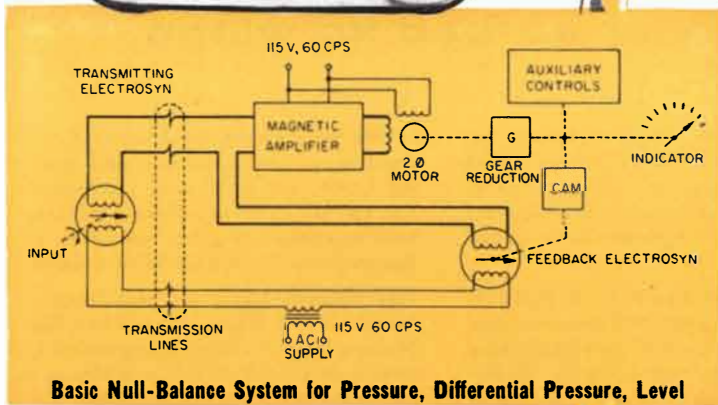 115 V, 60 CPS
TRANSMITTING
ELECTROSYN
AUXILIARY
CONTROLS
MAGNETIC
AMPLIFIER
2 Ø
MOTOR
G
GEAR
REDUCTION
INDICATOR
CAM
INPUT
FEEDBACK ELECTROSYN
TRANSMISSION
LINES
AC
SUPPLY
115 V 60 CPS
Basic Null-Balance System for Pressure, Differential Pressure, Level